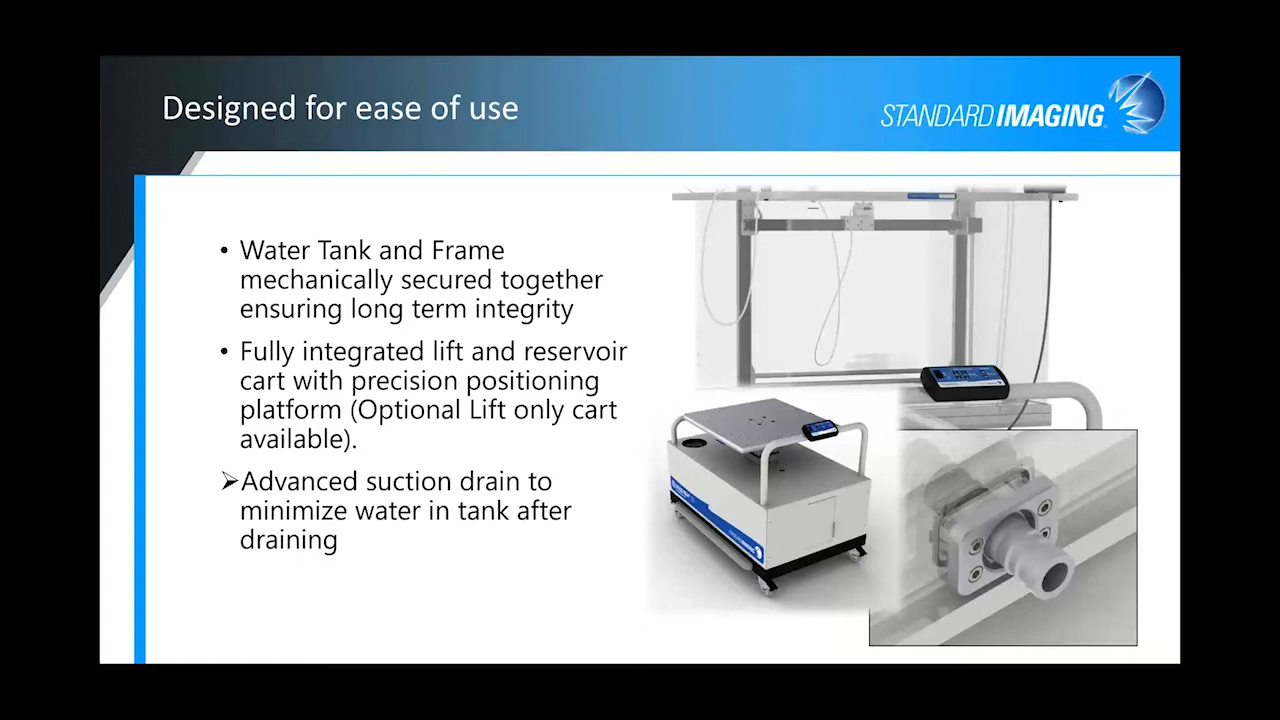 Designed for ease of use
STANDARD IMAGING
• Water Tank and Frame
mechanically secured together
ensuring long term integrity
• Fully integrated lift and reservoir
cart with precision positioning
platform (Optional Lift only cart
available).
➢Advanced suction drain to
minimize water in tank after
draining